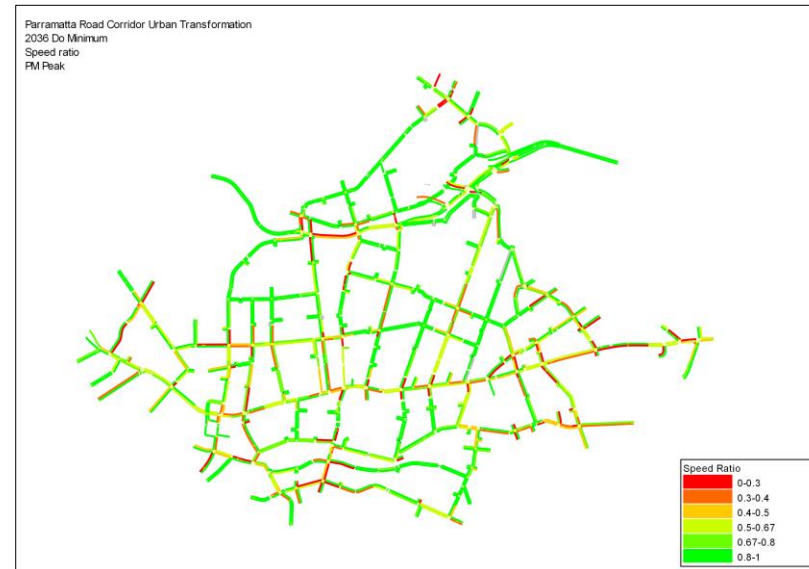 Parramatta Road Corridor Urban Transformation
2036 Do Minimum
Speed ratio
PM Peak
Speed Ratio
0-0.3
0.3-0.4
0.4-0.5
0.5-0.67
0.67-0.8
0.8-1